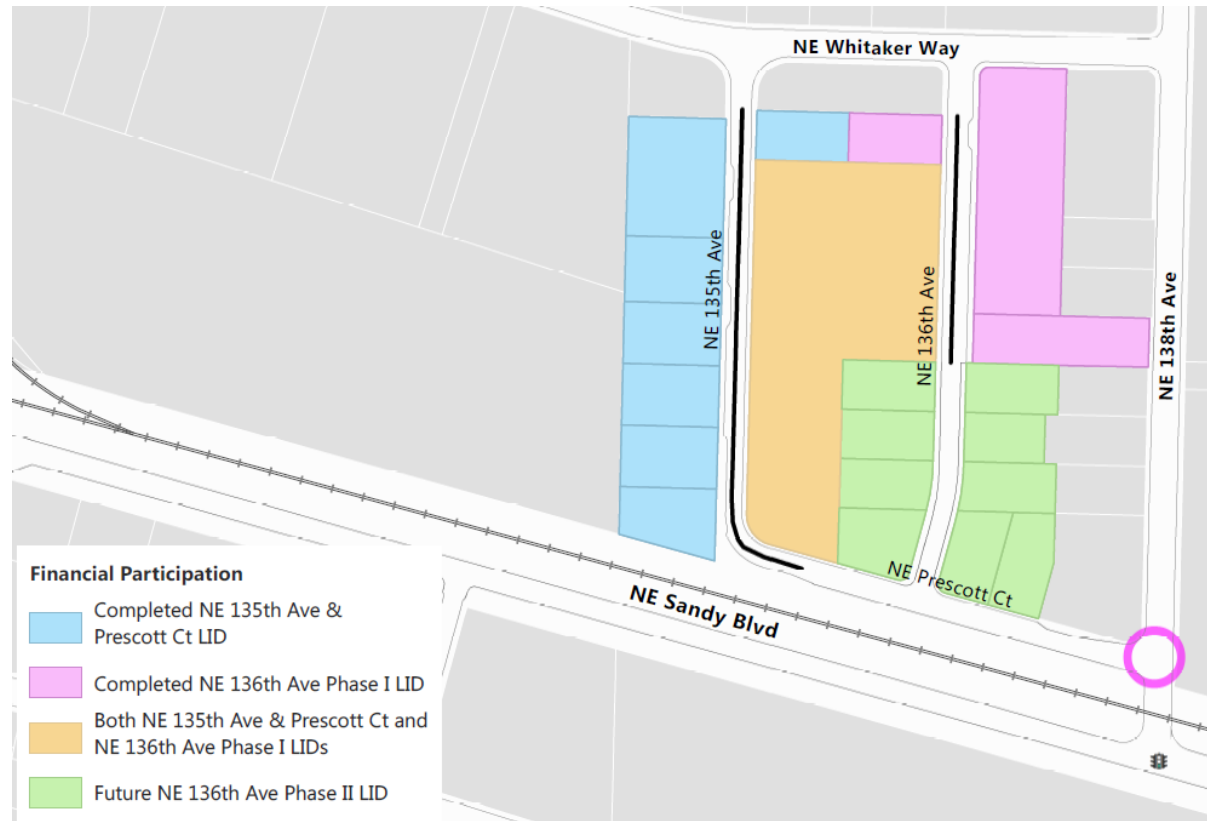 NE Whitaker Way
NE 135th Ave
NE 136th Ave
NE 138th Ave
NE Prescott Ct
NE Sandy Blvd
Financial Participation
Completed NE 135th Ave &
Prescott Ct LID
Completed NE 136th Ave Phase I LID
Both NE 135th Ave & Prescott Ct and
NE 136th Ave Phase I LIDs
Future NE 136th Ave Phase II LID